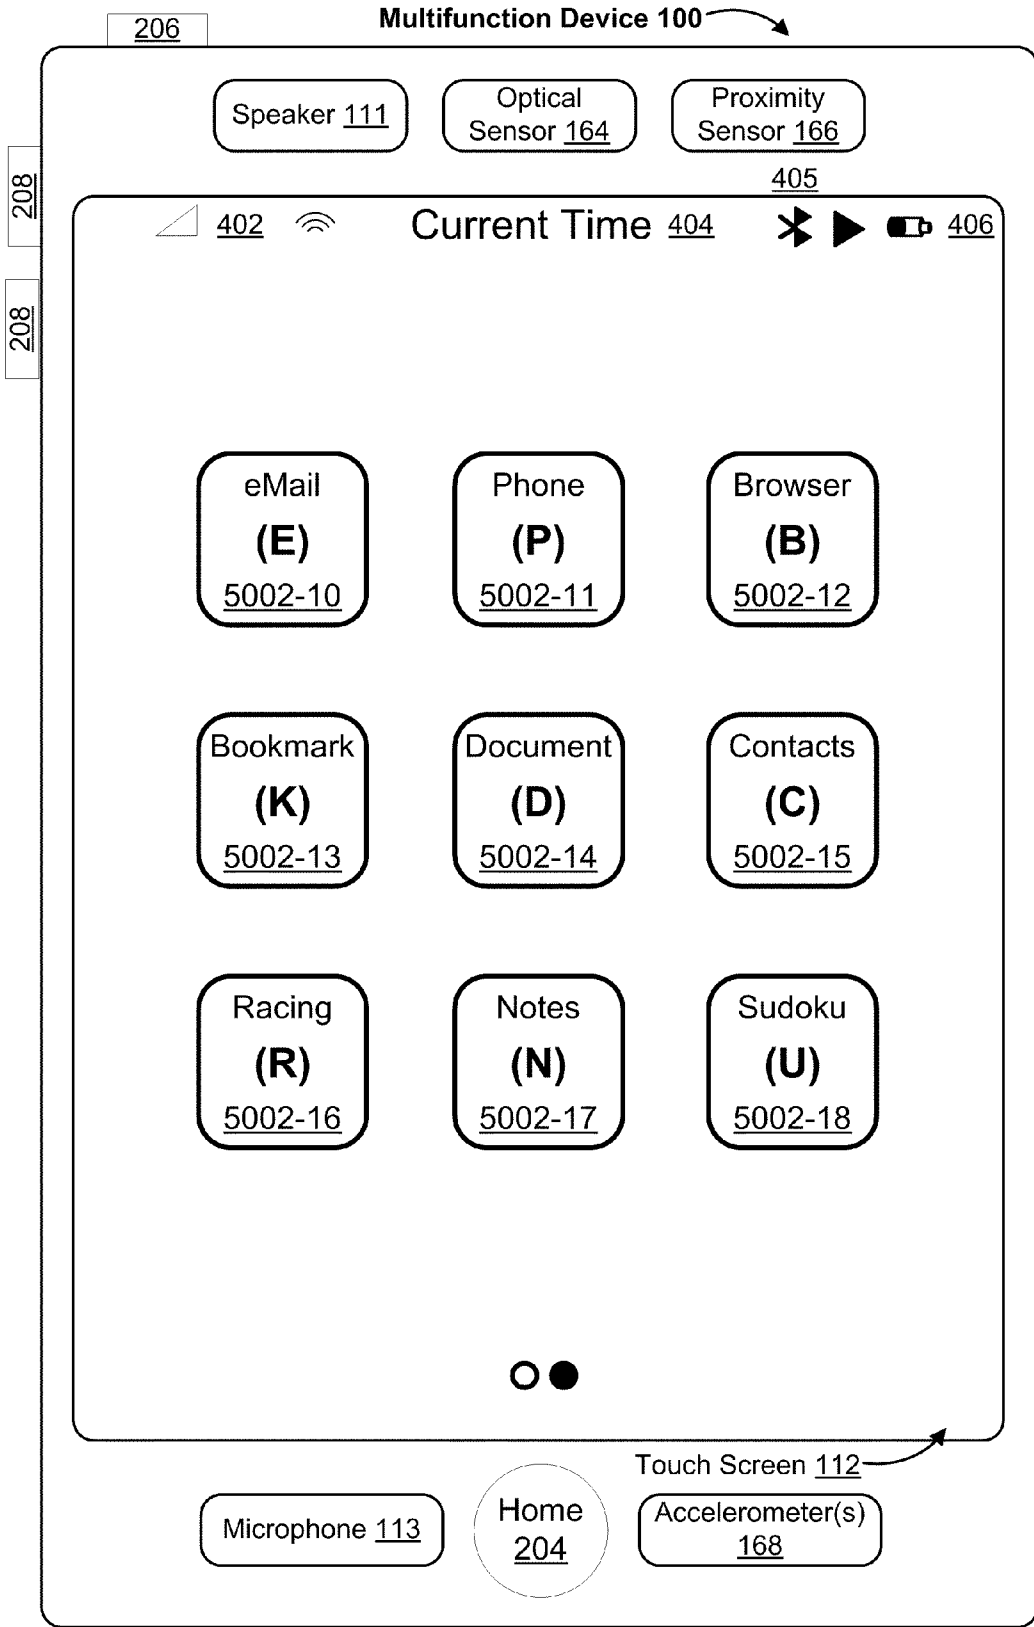 Multifunction Device 100
206
Speaker 111
Optical
Sensor 164
Proximity
Sensor 166
208
208
405
402
Current Time 404
406
eMail
(E)
5002-10
Phone
(P)
5002-11
Browser
(B)
5002-12
Bookmark
(K)
5002-13
Document
(D)
5002-14
Contacts
(C)
5002-15
Racing
(R)
5002-16
Notes
(N)
5002-17
Sudoku
(U)
5002-18
Touch Screen 112
Microphone 113
Home
204
Accelerometer(s)
168